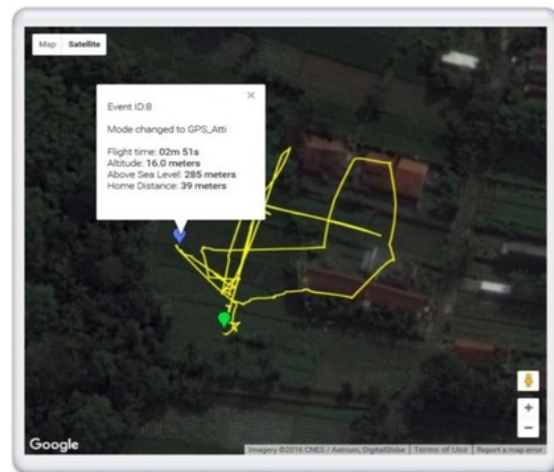 Map Satellite
Event ID:8
Mode changed to GPS_Atti
Flight time: 02m 51s
Altitude: 16.0 meters
Above Sea Level: 285 meters
Home Distance: 39 meters
Google
Imagery ©2016 CNES / Astrium, DigitalGlobe Terms of Use Report a map error